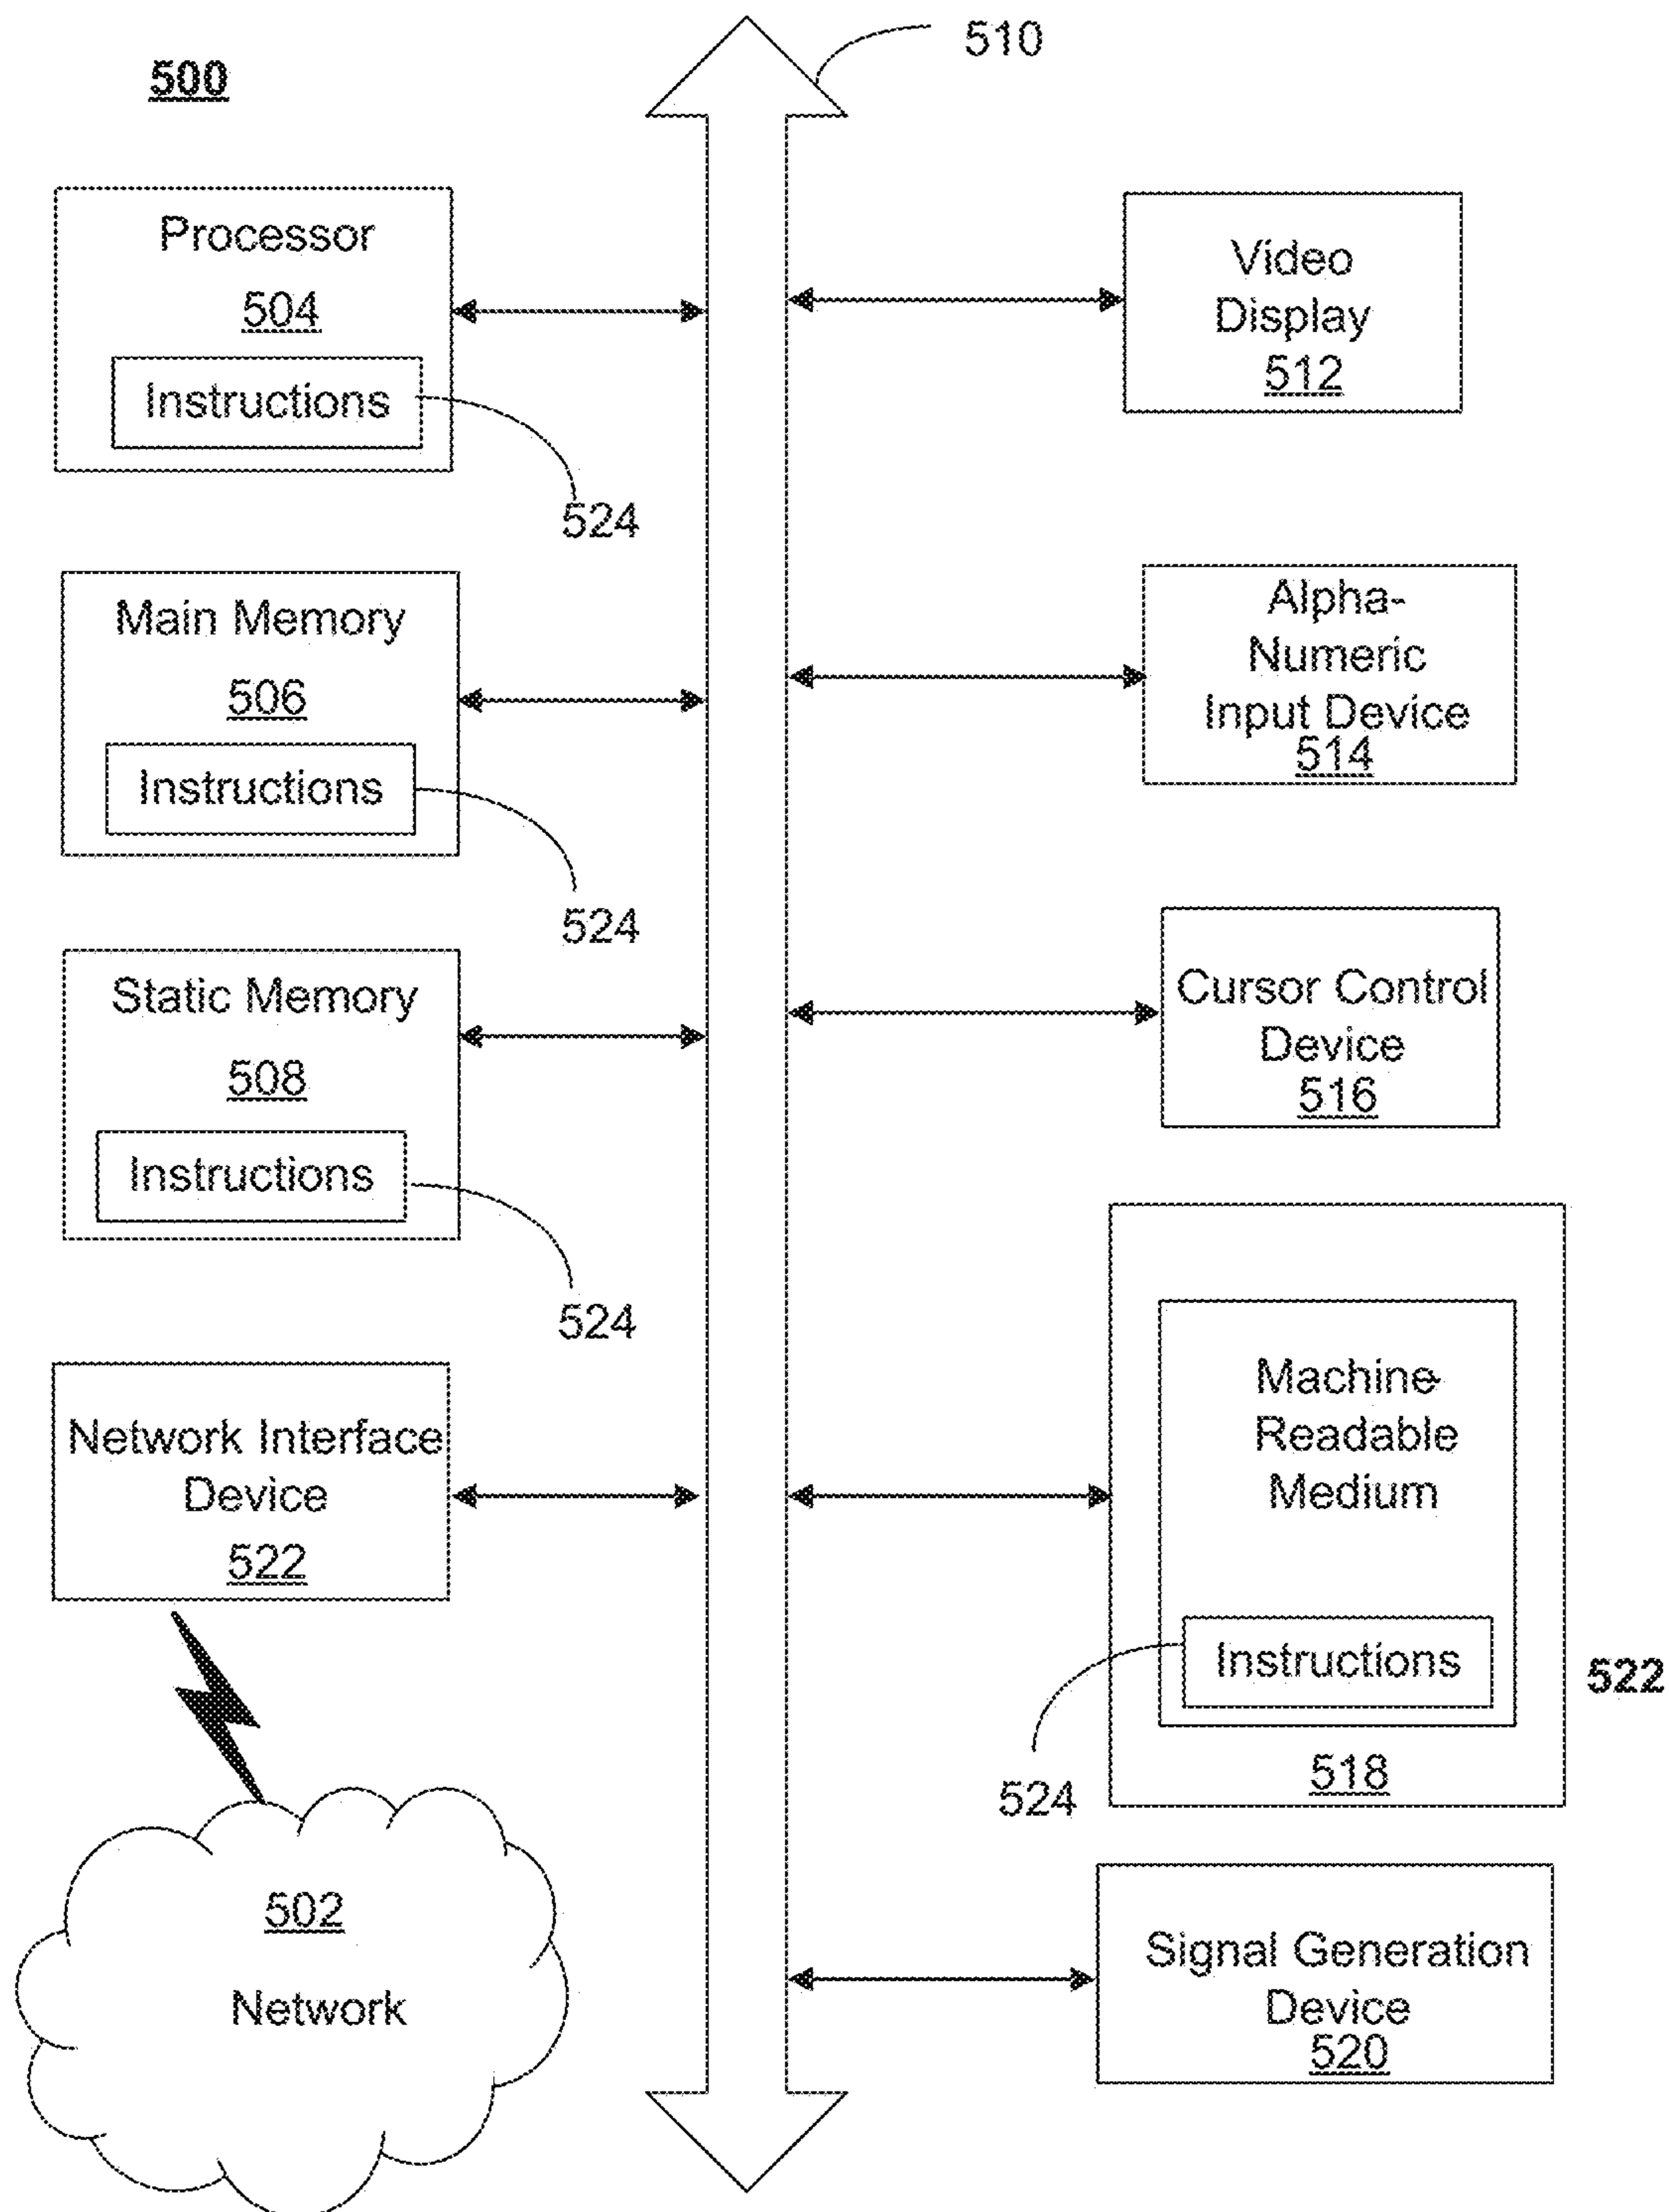 500
510
Processor
504
Instructions
524
Main Memory
506
Instructions
524
Static Memory
508
Instructions
524
Network Interface
Device
522
502
Network
Video
Display
512
Alpha-
Numeric
Input Device
514
Cursor Control
Device
516
Machine-
Readable
Medium
Instructions
522
524
518
Signal Generation
Device
520